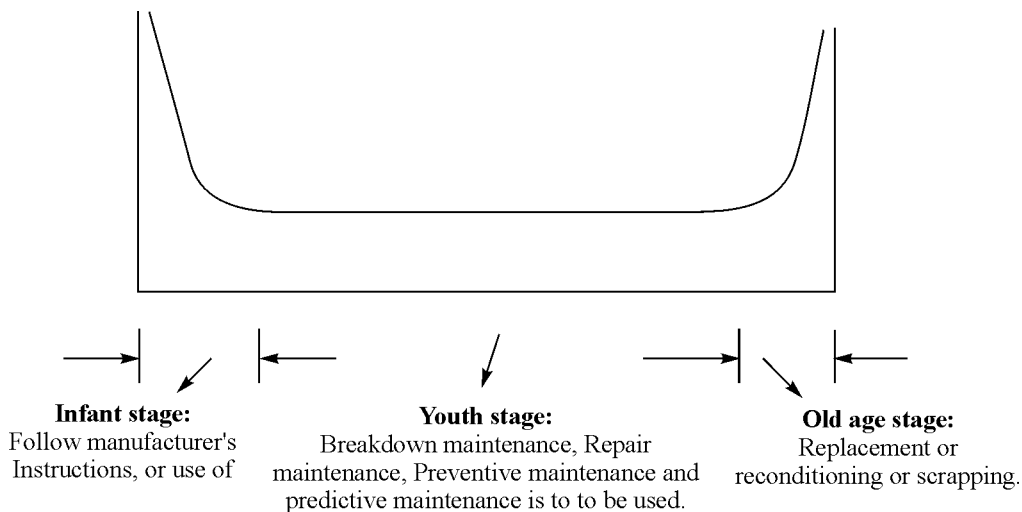 Infant stage:
Follow manufacturer's
Instructions, or use of
Youth stage:
Breakdown maintenance, Repair
maintenance, Preventive maintenance and
predictive maintenance is to to be used.
Old age stage:
Replacement or
reconditioning or scrapping.